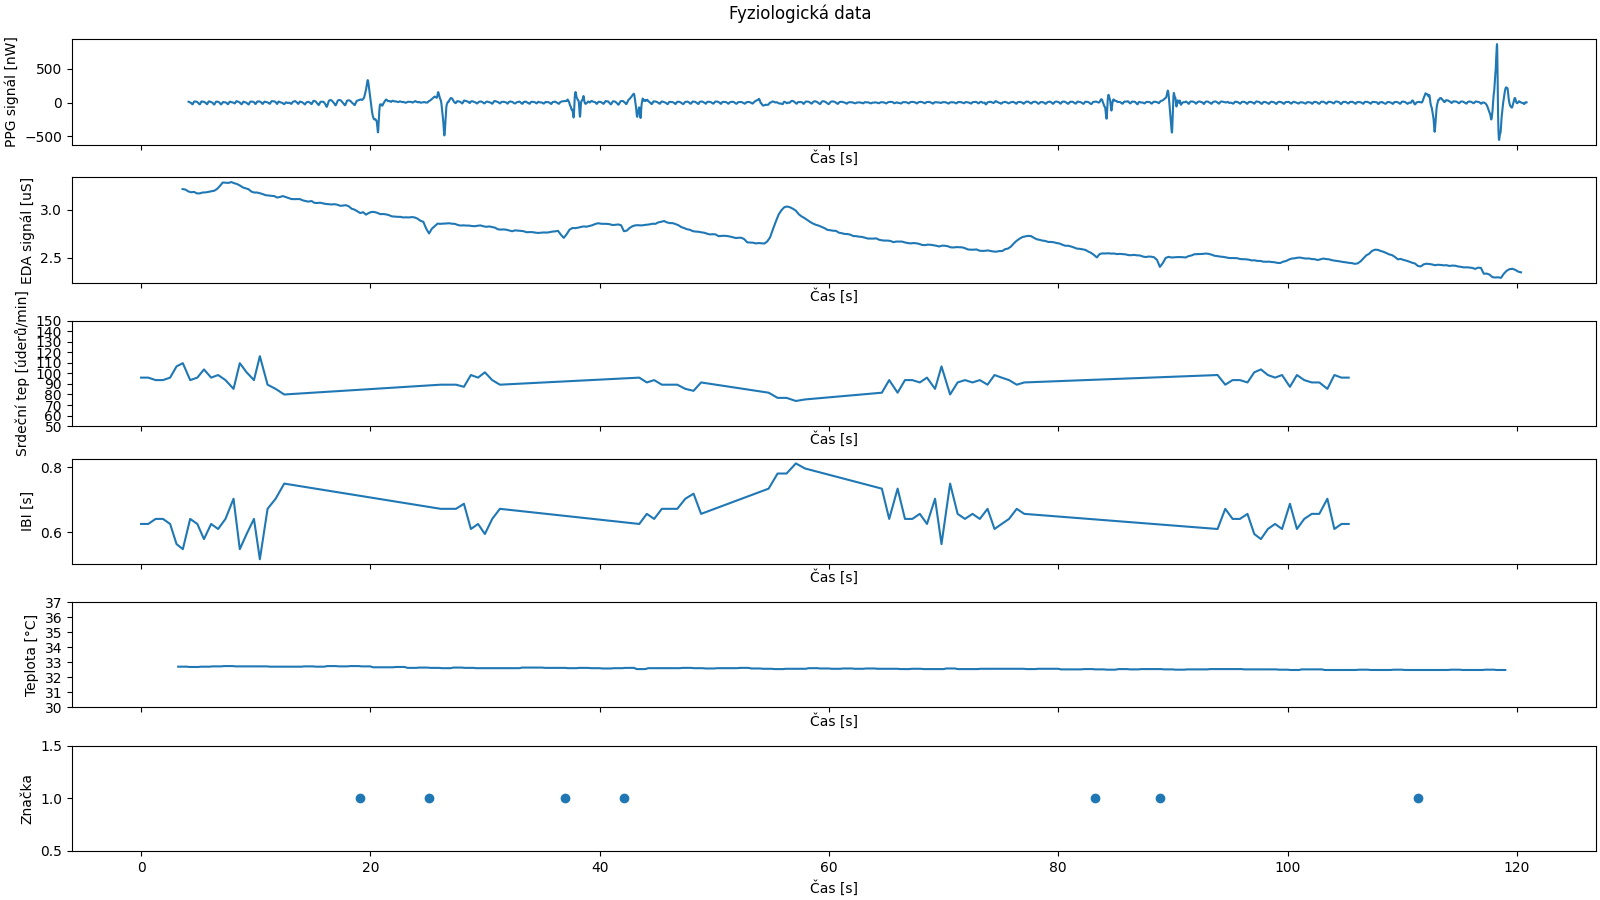 Fyziologická data
PPG signál [nW]
500
0
−500
Čas [s]
EDA signál [uS]
3.0
2.5
Čas [s]
Srdeční tep [úderů/min]
150
140
130
120
110
100
90
80
70
60
50
Čas [s]
IBI [s]
0.8
0.6
Čas [s]
Teplota [°C]
37
36
35
34
33
32
31
30
Čas [s]
Značka
1.5
1.0
0.5
0 20 40 60 80 100 120
Čas [s]